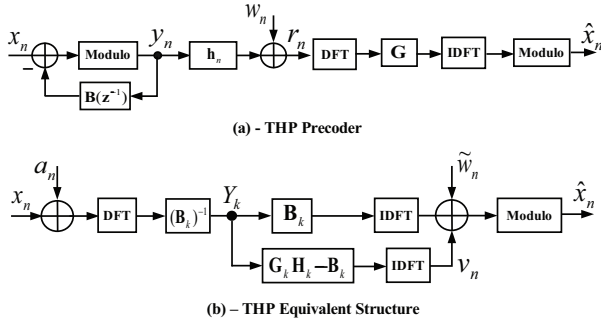 x_n − Modulo y_n h_n w_n r_n DFT G IDFT Modulo x̂_n
B(z⁻¹)
(a) - THP Precoder
a_n w̃_n
x_n DFT (B_k)⁻¹ Y_k B_k IDFT Modulo x̂_n
G_k H_k – B_k IDFT v_n
(b) – THP Equivalent Structure